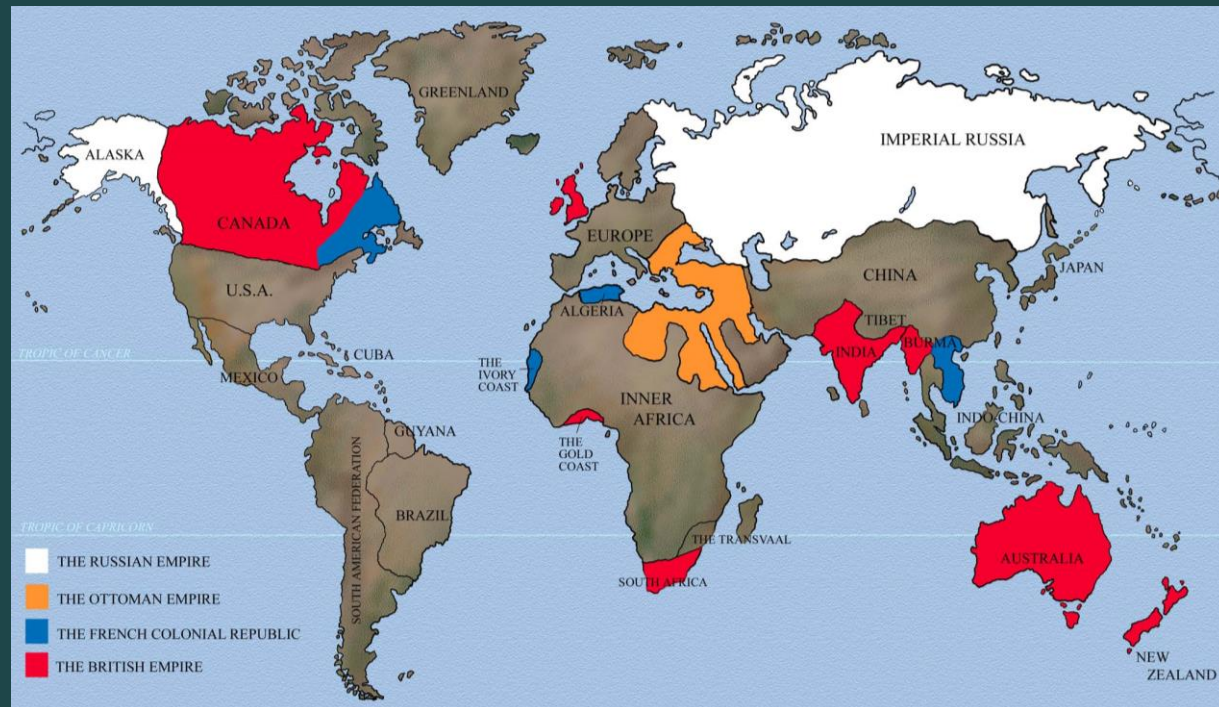 GREENLAND
ALASKA
IMPERIAL RUSSIA
CANADA
EUROPE
CHINA
JAPAN
U.S.A.
ALGERIA
TIBET
TROPIC OF CANCER
CUBA
INDIA
BURMA
MEXICO
THE
IVORY
COAST
INNER
AFRICA
INDO-CHINA
GUYANA
THE
GOLD
COAST
SOUTH AMERICAN FEDERATION
BRAZIL
TROPIC OF CAPRICORN
THE TRANSVAAL
AUSTRALIA
SOUTH AFRICA
THE RUSSIAN EMPIRE
THE OTTOMAN EMPIRE
THE FRENCH COLONIAL REPUBLIC
THE BRITISH EMPIRE
NEW
ZEALAND